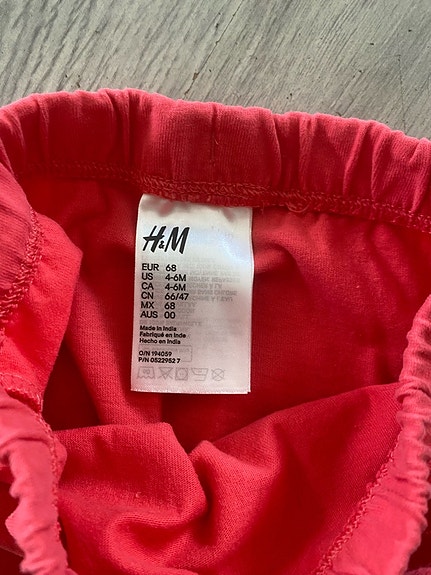 H&M
EUR 68
US 4-6M
CA 4-6M
CN 66/47
MX 68
AUS 00
Made in India
Fabriqué en Inde
Hecho en India
O/N 194059
P/N 0522952 7